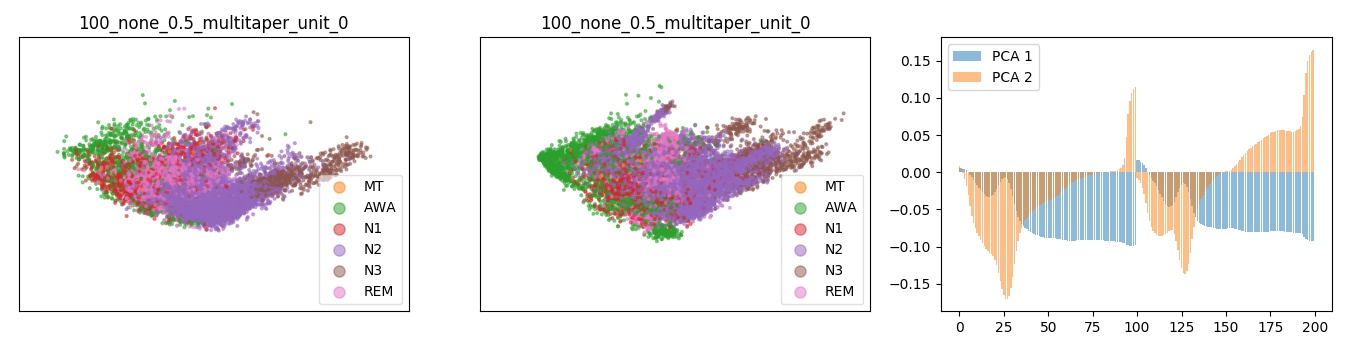 100_none_0.5_multitaper_unit_0
MT
AWA
N1
N2
N3
REM
100_none_0.5_multitaper_unit_0
MT
AWA
N1
N2
N3
REM
PCA 1
PCA 2
0.15
0.10
0.05
0.00
−0.05
−0.10
−0.15
0 25 50 75 100 125 150 175 200